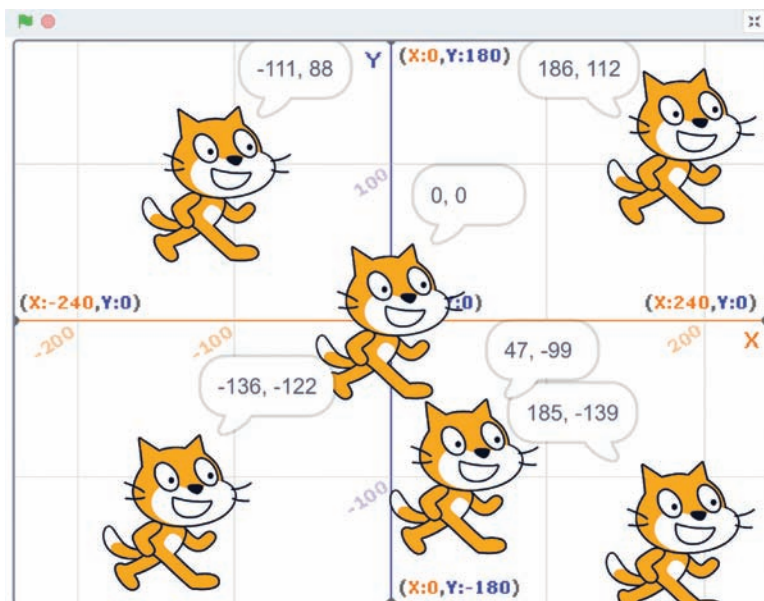 -111, 88
Y
(X:0,Y:180)
186, 112
100
0, 0
(X:-240,Y:0)
:0)
(X:240,Y:0)
-200
-100
200
X
47, -99
-136, -122
185, -139
-100
(X:0,Y:-180)